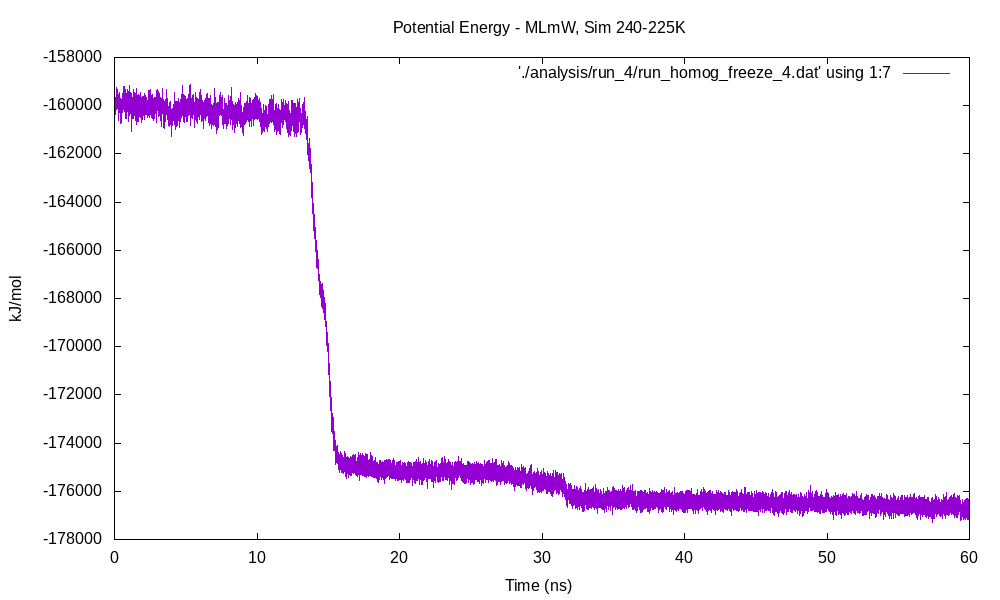 Potential Energy - MLmW, Sim 240-225K
'./analysis/run_4/run_homog_freeze_4.dat' using 1:7
-158000
-160000
-162000
-164000
-166000
-168000
-170000
-172000
-174000
-176000
-178000
kJ/mol
0 10 20 30 40 50 60
Time (ns)